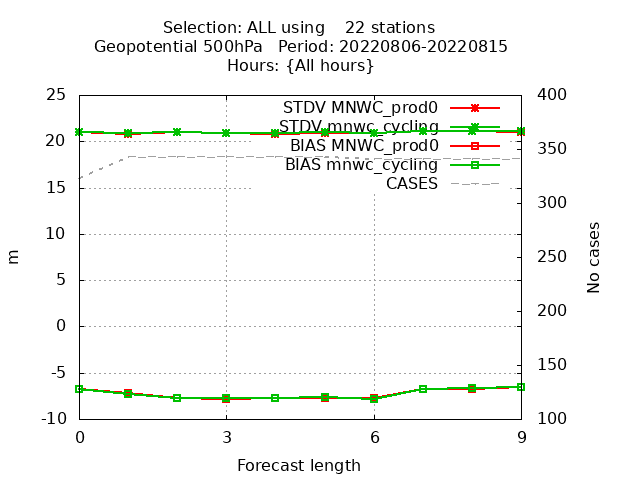 Selection: ALL using    22 stations
Geopotential 500hPa   Period: 20220806-20220815
Hours: {All hours}
25 400
STDV MNWC_prod0
STDV mnwc_cycling
20 350
BIAS MNWC_prod0
BIAS mnwc_cycling
CASES
15 300
10 250
m
No cases
5
0 200
-5 150
-10 100
0 3 6 9
Forecast length